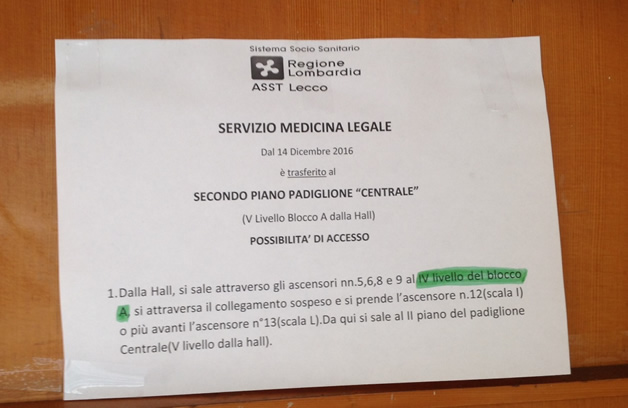 Sistema Socio Sanitario
Regione
Lombardia
ASST Lecco
SERVIZIO MEDICINA LEGALE
Dal 14 Dicembre 2016
è trasferito al
SECONDO PIANO PADIGLIONE “CENTRALE”
(V Livello Blocco A dalla Hall)
POSSIBILITA’ DI ACCESSO
1. Dalla Hall, si sale attraverso gli ascensori nn.5,6,8 e 9 al IV livello del blocco
A, si attraversa il collegamento sospeso e si prende l’ascensore n.12(scala I)
o più avanti l’ascensore n°13(scala L).Da qui si sale al II piano del padiglione
Centrale(V livello dalla hall).